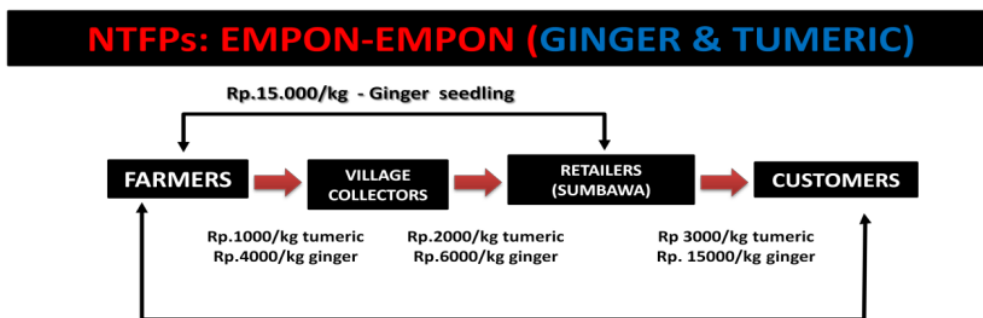 NTFPs: EMPON-EMPON (GINGER & TUMERIC)
Rp.15.000/kg - Ginger seedling
FARMERS
VILLAGE
COLLECTORS
RETAILERS
(SUMBAWA)
CUSTOMERS
Rp.1000/kg tumeric
Rp.4000/kg ginger
Rp.2000/kg tumeric
Rp.6000/kg ginger
Rp 3000/kg tumeric
Rp. 15000/kg ginger